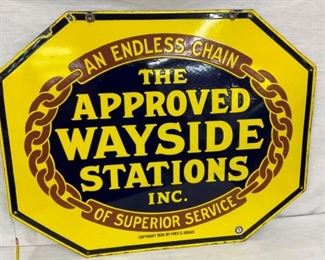 AN ENDLESS CHAIN
THE
APPROVED
WAYSIDE
STATIONS
INC.
OF SUPERIOR SERVICE